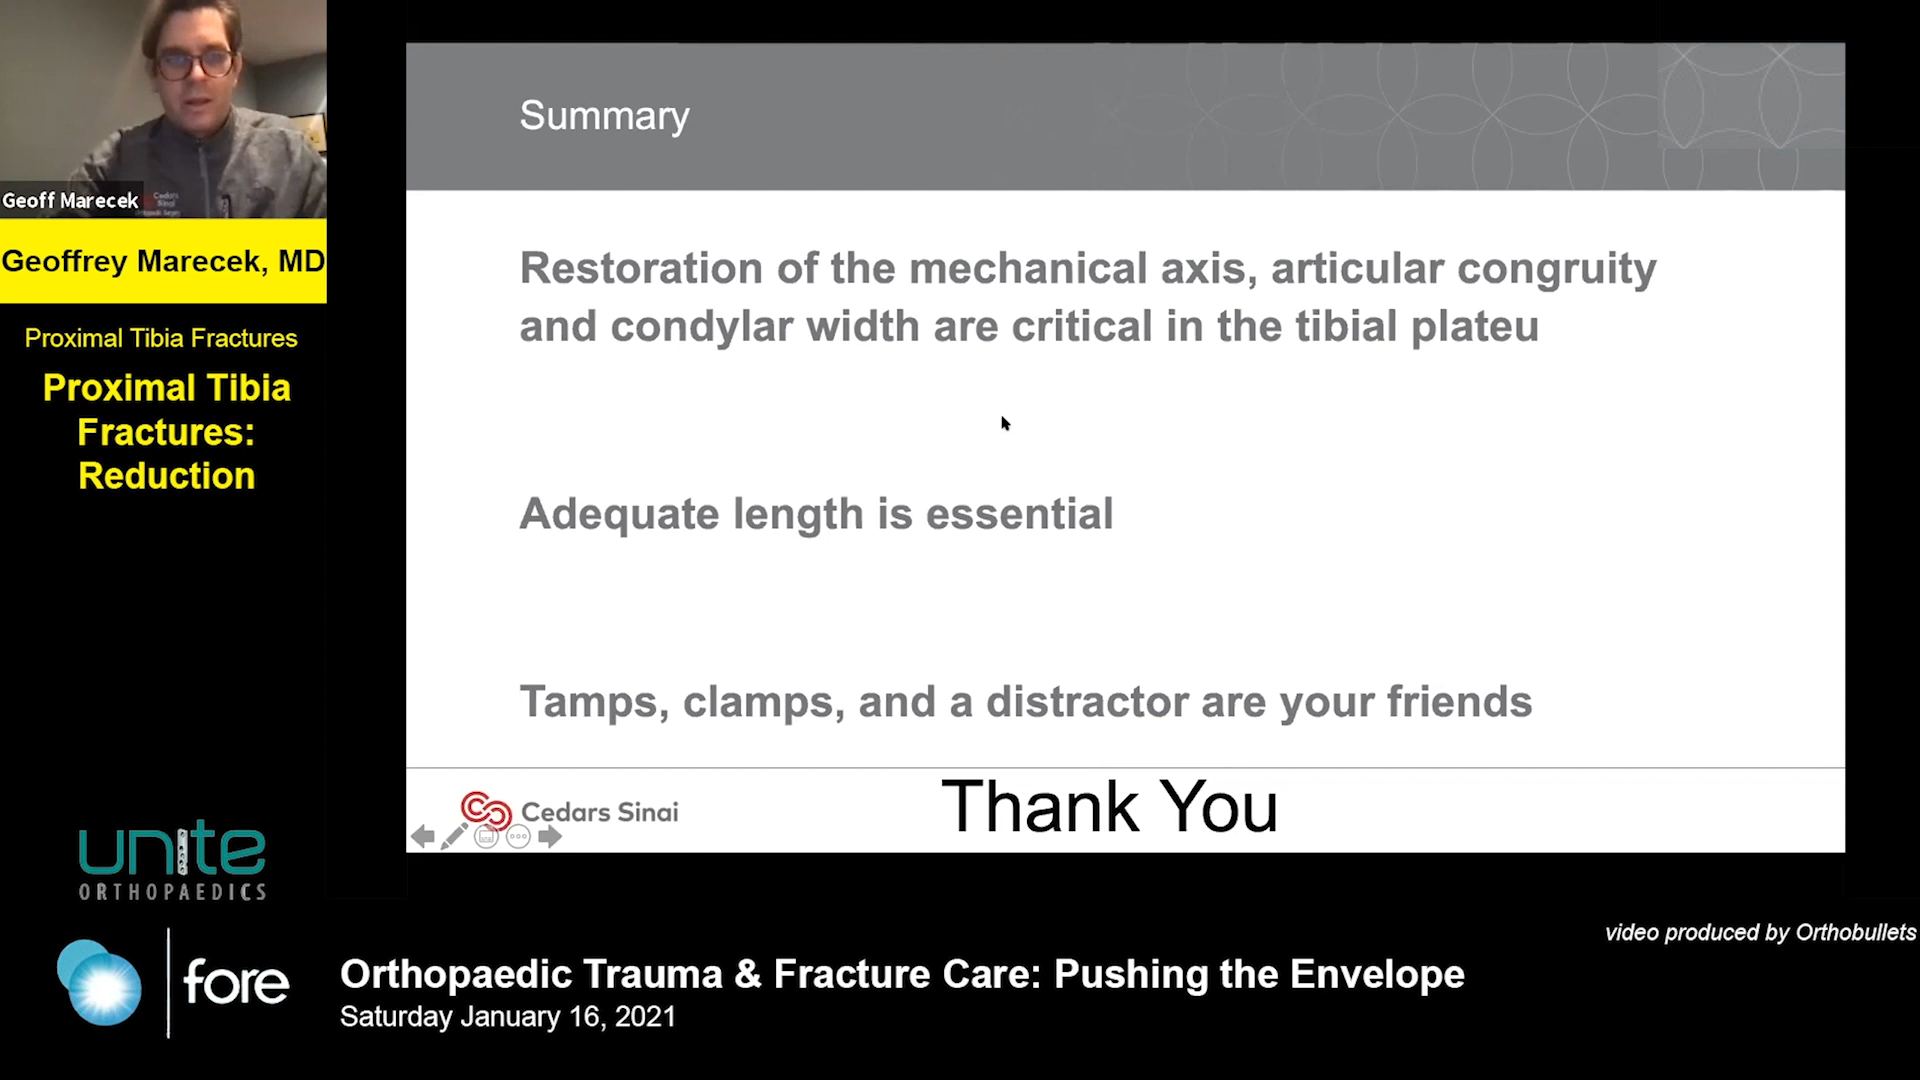 Geoff Marecek
Geoffrey Marecek, MD
Proximal Tibia Fractures
Proximal Tibia
Fractures:
Reduction
Summary
Restoration of the mechanical axis, articular congruity
and condylar width are critical in the tibial plateu
Adequate length is essential
Tamps, clamps, and a distractor are your friends
Cedars Sinai
Thank You
unite
ORTHOPAEDICS
fore
Orthopaedic Trauma & Fracture Care: Pushing the Envelope
Saturday January 16, 2021
video produced by Orthobullets
Cedars
Sinai